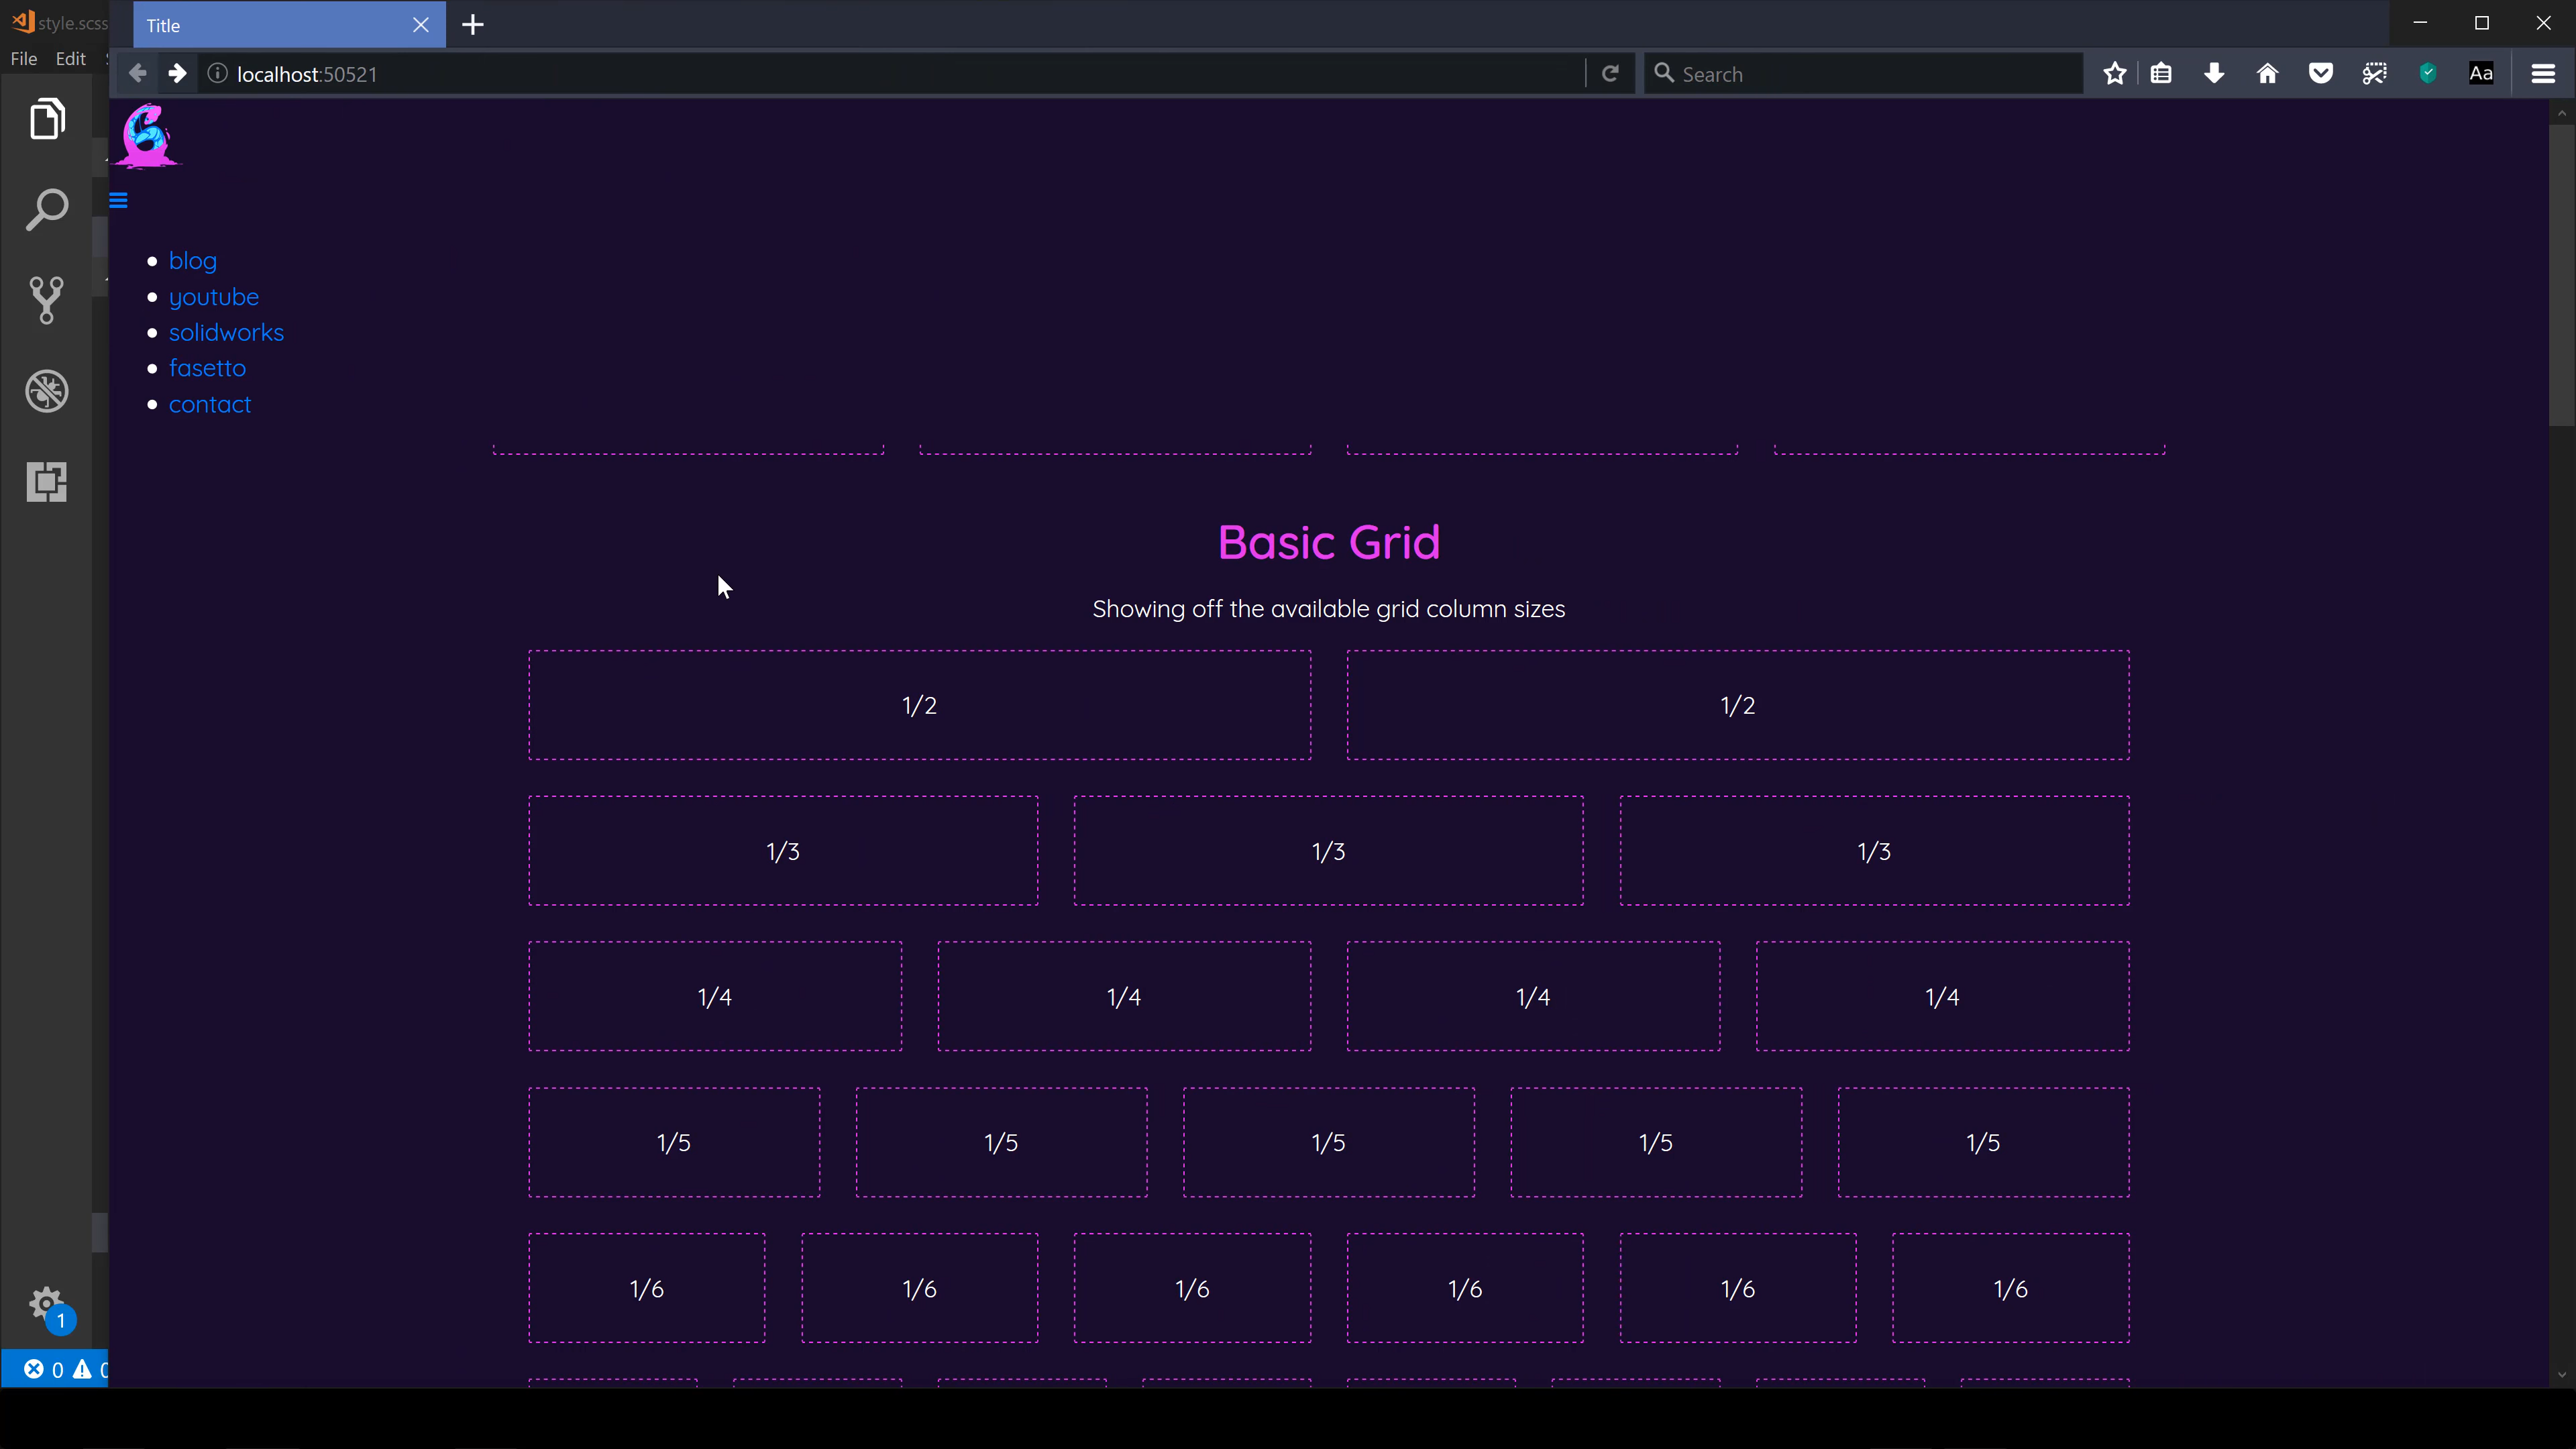 style.scss
Title
File Edit
localhost:50521
Search
Aa
blog
youtube
solidworks
fasetto
contact
Basic Grid
Showing off the available grid column sizes
1/2 1/2
1/3 1/3 1/3
1/4 1/4 1/4 1/4
1/5 1/5 1/5 1/5 1/5
1/6 1/6 1/6 1/6 1/6 1/6
1
0 0